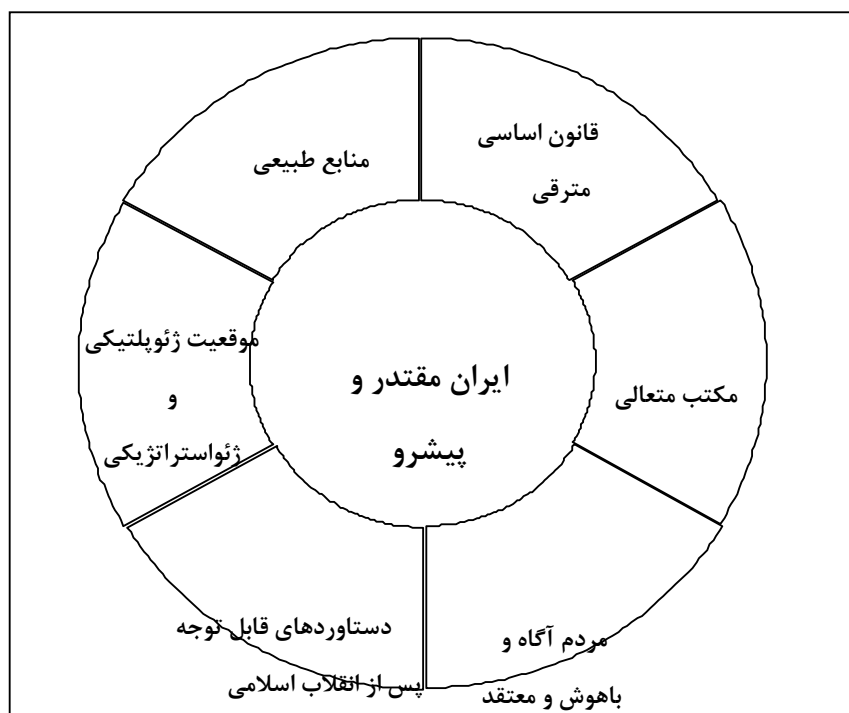 قانون اساسی
مترقی
منابع طبیعی
موقعیت ژئوپلتیکی
و
ژئواستراتژیکی
ایران مقتدر و
پیشرو
مکتب متعالی
مردم آگاه و
باهوش و معتقد
دستاوردهای قابل توجه
پس از انقلاب اسلامی